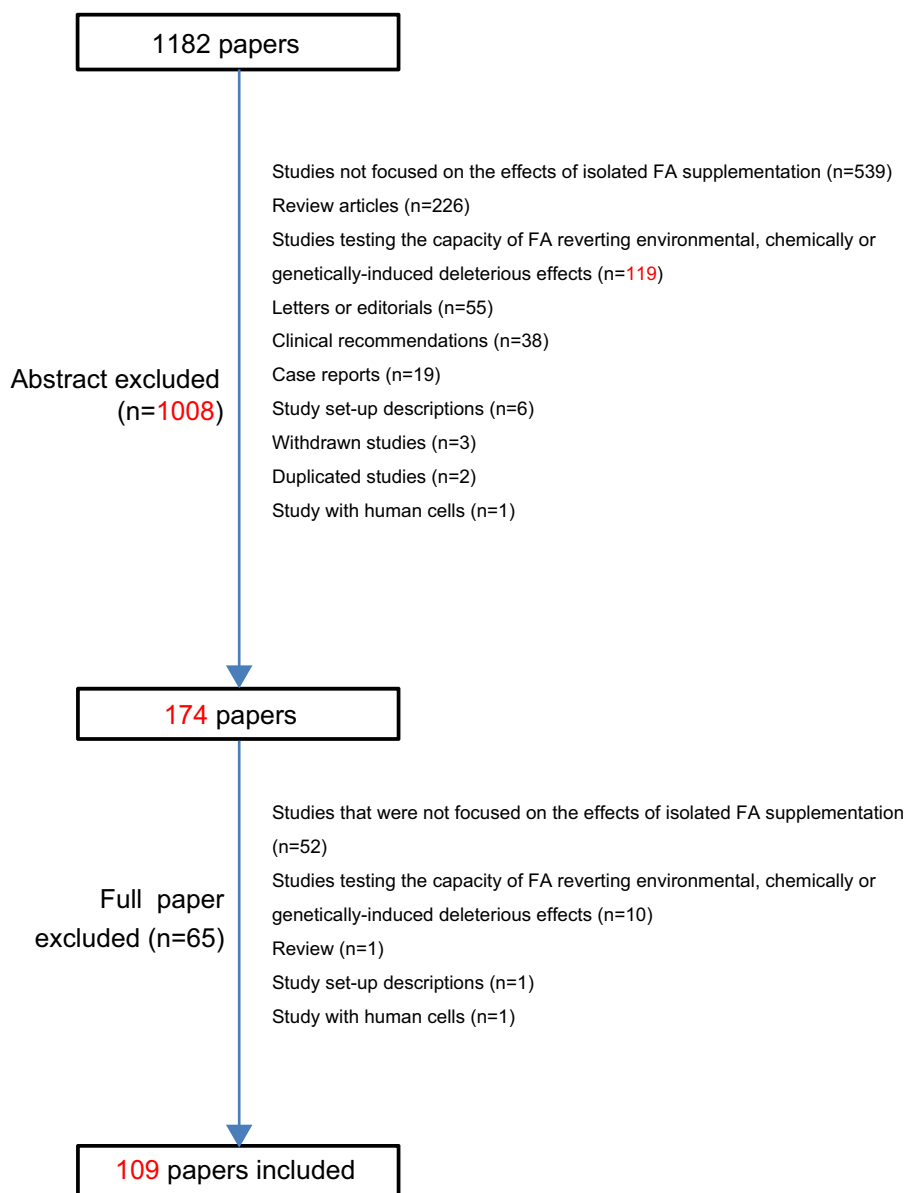 1182 papers
Studies not focused on the effects of isolated FA supplementation (n=539)
Review articles (n=226)
Studies testing the capacity of FA reverting environmental, chemically or
genetically-induced deleterious effects (n=119)
Letters or editorials (n=55)
Clinical recommendations (n=38)
Case reports (n=19)
Study set-up descriptions (n=6)
Withdrawn studies (n=3)
Duplicated studies (n=2)
Study with human cells (n=1)
Abstract excluded
(n=1008)
174 papers
Studies that were not focused on the effects of isolated FA supplementation
(n=52)
Studies testing the capacity of FA reverting environmental, chemically or
genetically-induced deleterious effects (n=10)
Review (n=1)
Study set-up descriptions (n=1)
Study with human cells (n=1)
Full paper
excluded (n=65)
109 papers included